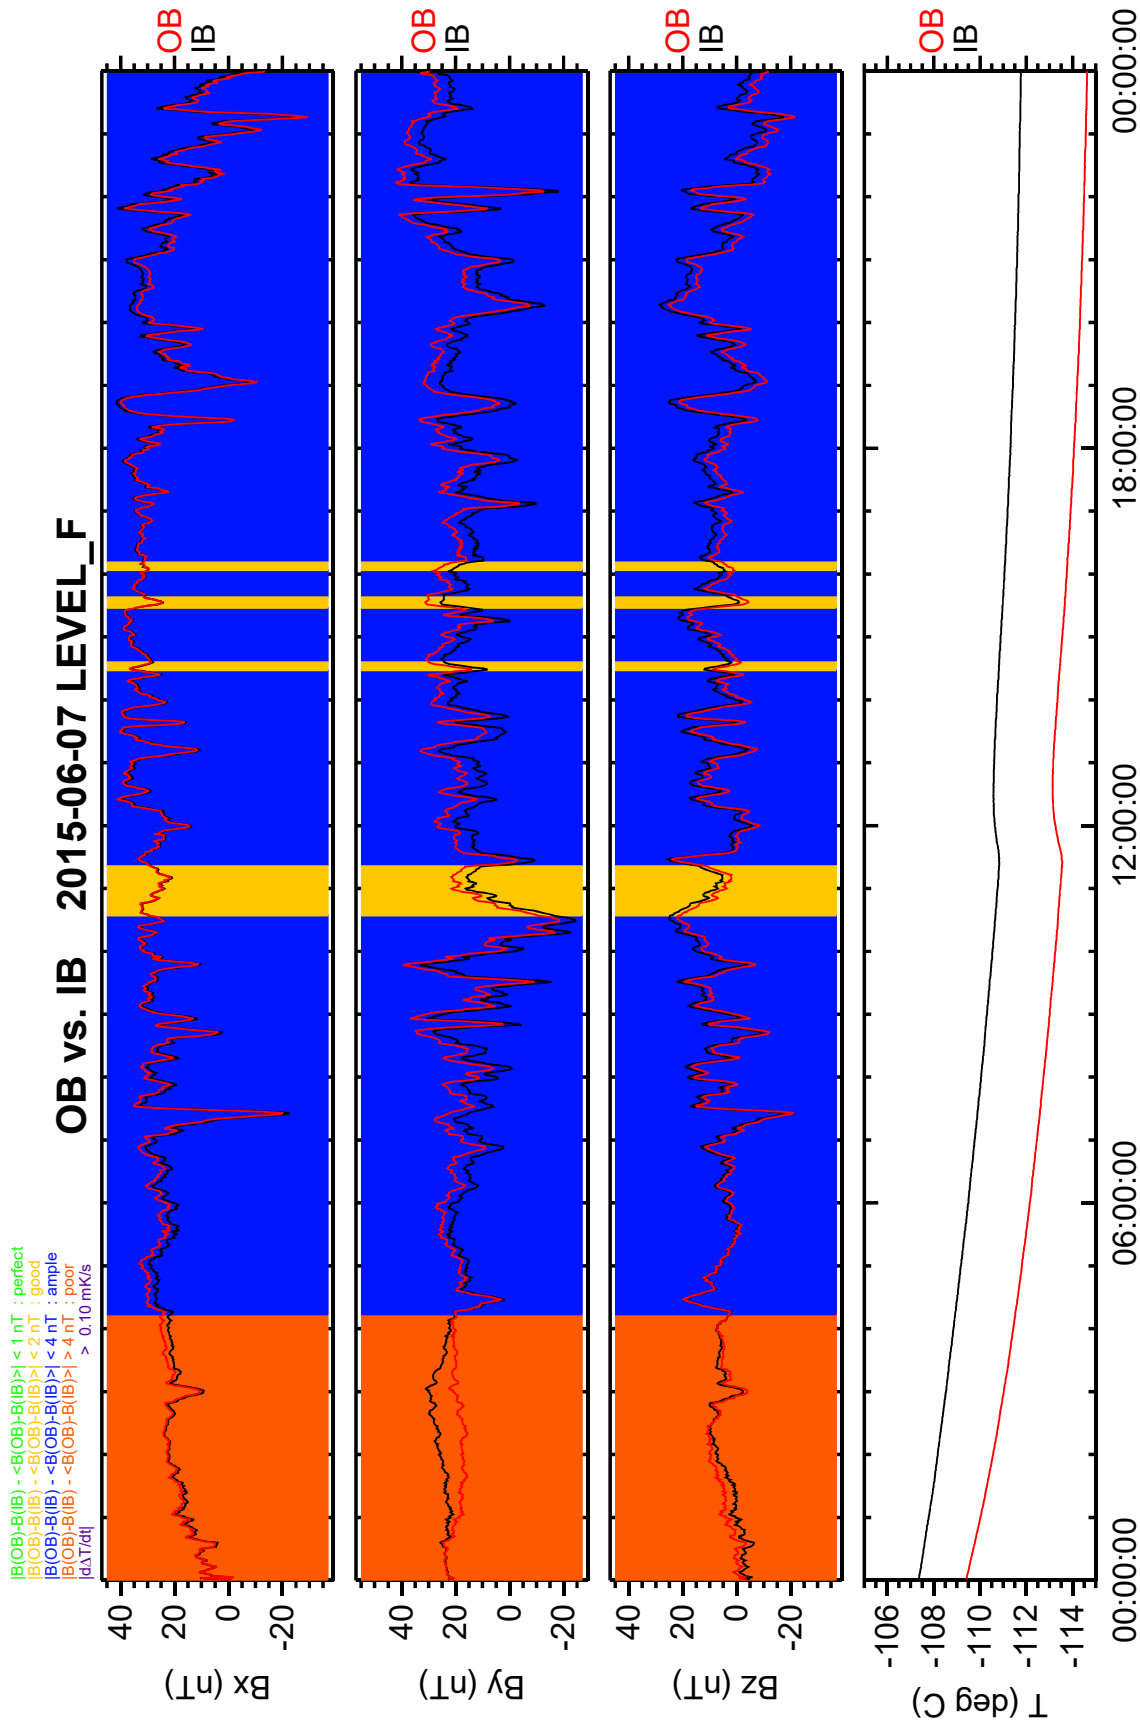 OB vs. IB 2015-06-07 LEVEL_F
|B(OB)-B(IB) - <B(OB)-B(IB)>| < 1 nT : perfect
|B(OB)-B(IB) - <B(OB)-B(IB)>| < 2 nT : good
|B(OB)-B(IB) - <B(OB)-B(IB)>| < 4 nT : ample
|B(OB)-B(IB) - <B(OB)-B(IB)>| > 4 nT : poor
|dΔT/dt| > 0.10 mK/s
Bx (nT)
40
20
0
-20
OB
IB
By (nT)
40
20
0
-20
OB
IB
Bz (nT)
40
20
0
-20
OB
IB
T (deg C)
-106
-108
-110
-112
-114
OB
IB
00:00:00
06:00:00
12:00:00
18:00:00
00:00:00